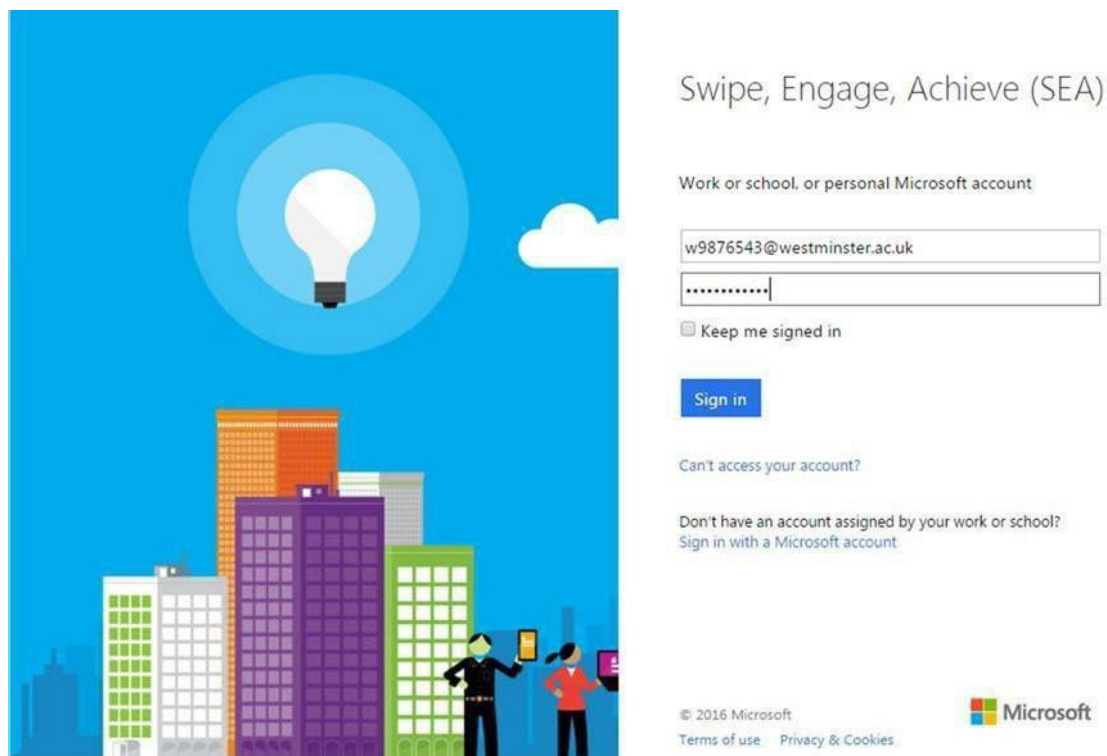 Swipe, Engage, Achieve (SEA)
Work or school, or personal Microsoft account
w9876543@westminster.ac.uk
••••••••••••
Keep me signed in
Sign in
Can't access your account?
Don't have an account assigned by your work or school?
Sign in with a Microsoft account
© 2016 Microsoft
Terms of use Privacy & Cookies
Microsoft